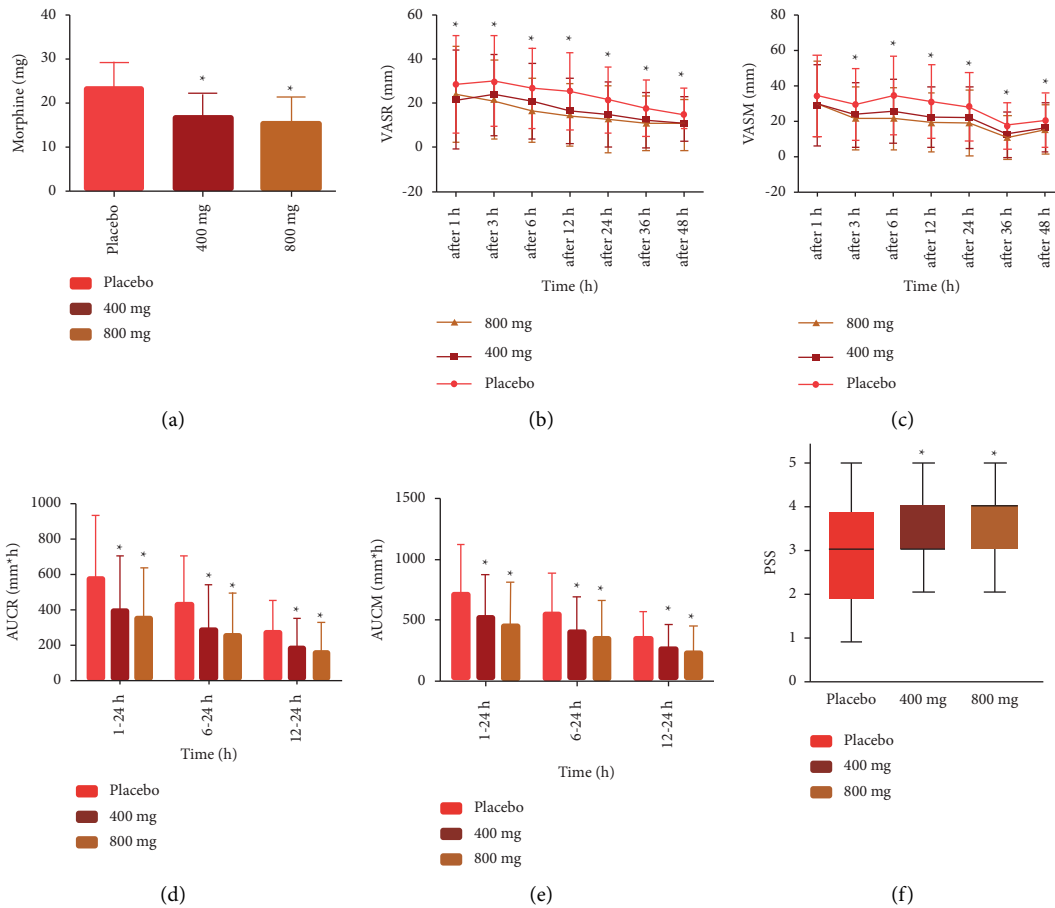 40
30
20
10
0
Morphine (mg)
*
*
Placebo
400 mg
800 mg
Placebo
400 mg
800 mg
(a)
60
40
20
0
-20
VASR (mm)
* * * * * * *
after 1 h
after 3 h
after 6 h
after 12 h
after 24 h
after 36 h
after 48 h
Time (h)
800 mg
400 mg
Placebo
(b)
80
60
40
20
0
-20
VASM (mm)
* * * * * *
after 1 h
after 3 h
after 6 h
after 12 h
after 24 h
after 36 h
after 48 h
Time (h)
800 mg
400 mg
Placebo
(c)
1000
800
600
400
200
0
AUCR (mm*h)
* * * * * *
1-24 h
6-24 h
12-24 h
Time (h)
Placebo
400 mg
800 mg
(d)
1500
1000
500
0
AUCM (mm*h)
* * * * * *
1-24 h
6-24 h
12-24 h
Time (h)
Placebo
400 mg
800 mg
(e)
5
4
3
2
1
0
PSS
* *
Placebo
400 mg
800 mg
Placebo
400 mg
800 mg
(f)